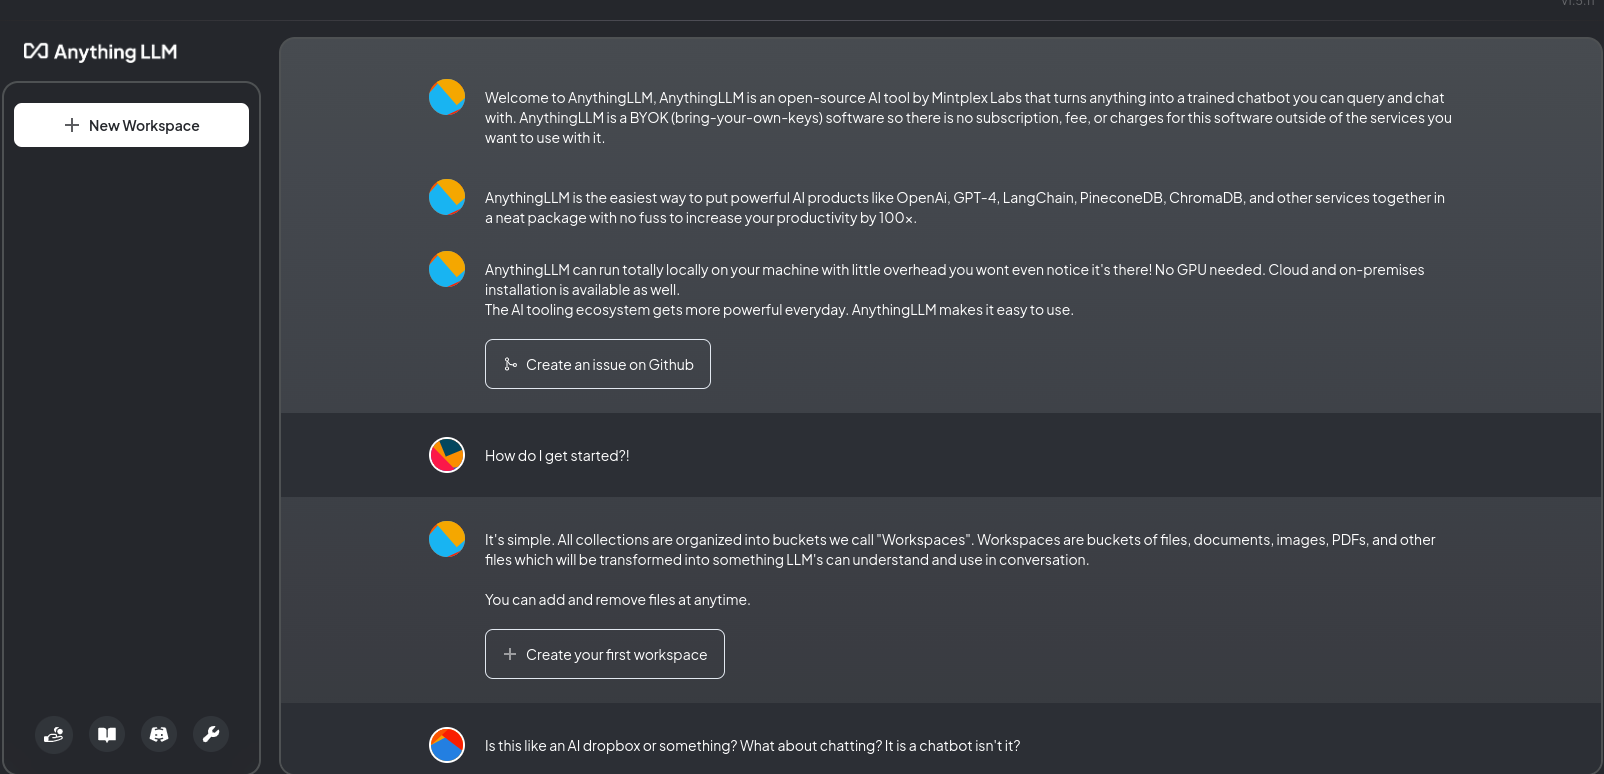 v1.5.11
Anything LLM
New Workspace
Welcome to AnythingLLM, AnythingLLM is an open-source AI tool by Mintplex Labs that turns anything into a trained chatbot you can query and chat
with. AnythingLLM is a BYOK (bring-your-own-keys) software so there is no subscription, fee, or charges for this software outside of the services you
want to use with it.
AnythingLLM is the easiest way to put powerful AI products like OpenAi, GPT-4, LangChain, PineconeDB, ChromaDB, and other services together in
a neat package with no fuss to increase your productivity by 100x.
AnythingLLM can run totally locally on your machine with little overhead you wont even notice it's there! No GPU needed. Cloud and on-premises
installation is available as well.
The AI tooling ecosystem gets more powerful everyday. AnythingLLM makes it easy to use.
Create an issue on Github
How do I get started?!
It's simple. All collections are organized into buckets we call "Workspaces". Workspaces are buckets of files, documents, images, PDFs, and other
files which will be transformed into something LLM's can understand and use in conversation.
You can add and remove files at anytime.
Create your first workspace
Is this like an AI dropbox or something? What about chatting? It is a chatbot isn't it?